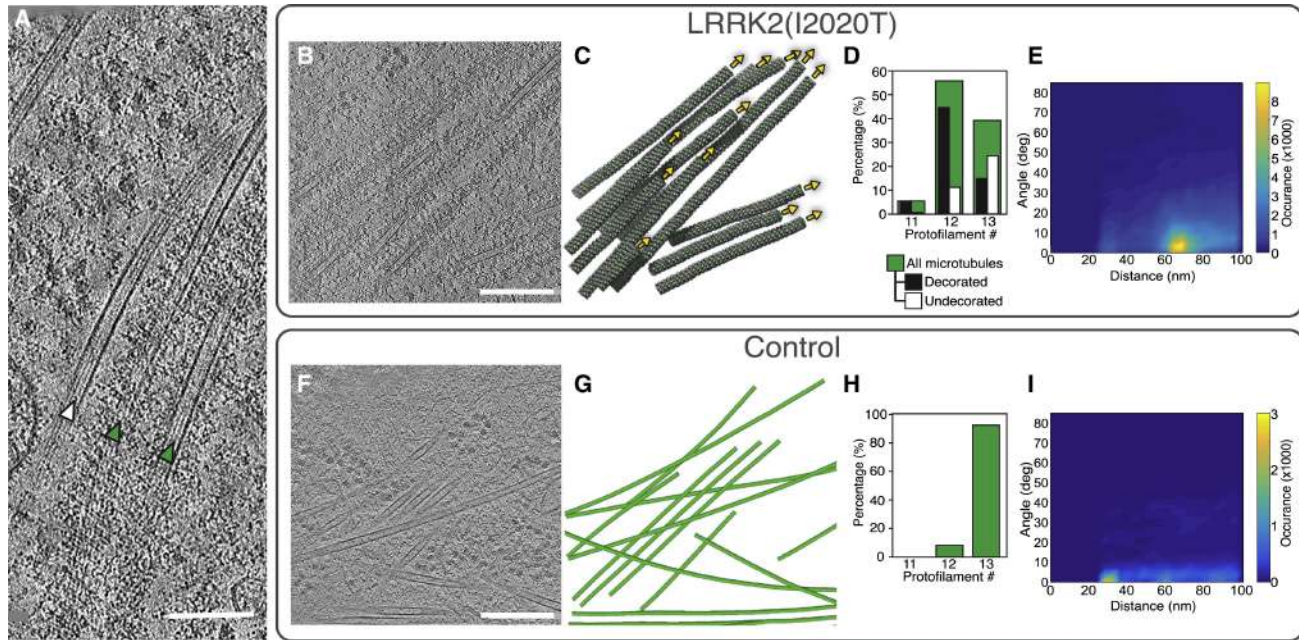 A
LRRK2(I2020T)
B
C
D
E
60
50
40
30
20
10
0
Percentage (%)
11 12 13
Protofilament #
All microtubules
Decorated
Undecorated
80
70
60
50
40
30
20
10
0
Angle (deg)
0 20 40 60 80 100
Distance (nm)
8
7
6
5
4
3
2
1
0
Occurance (x1000)
Control
F
G
H
I
100
80
60
40
20
0
Percentage (%)
11 12 13
Protofilament #
80
70
60
50
40
30
20
10
0
Angle (deg)
0 20 40 60 80 100
Distance (nm)
3
2
1
0
Occurance (x1000)